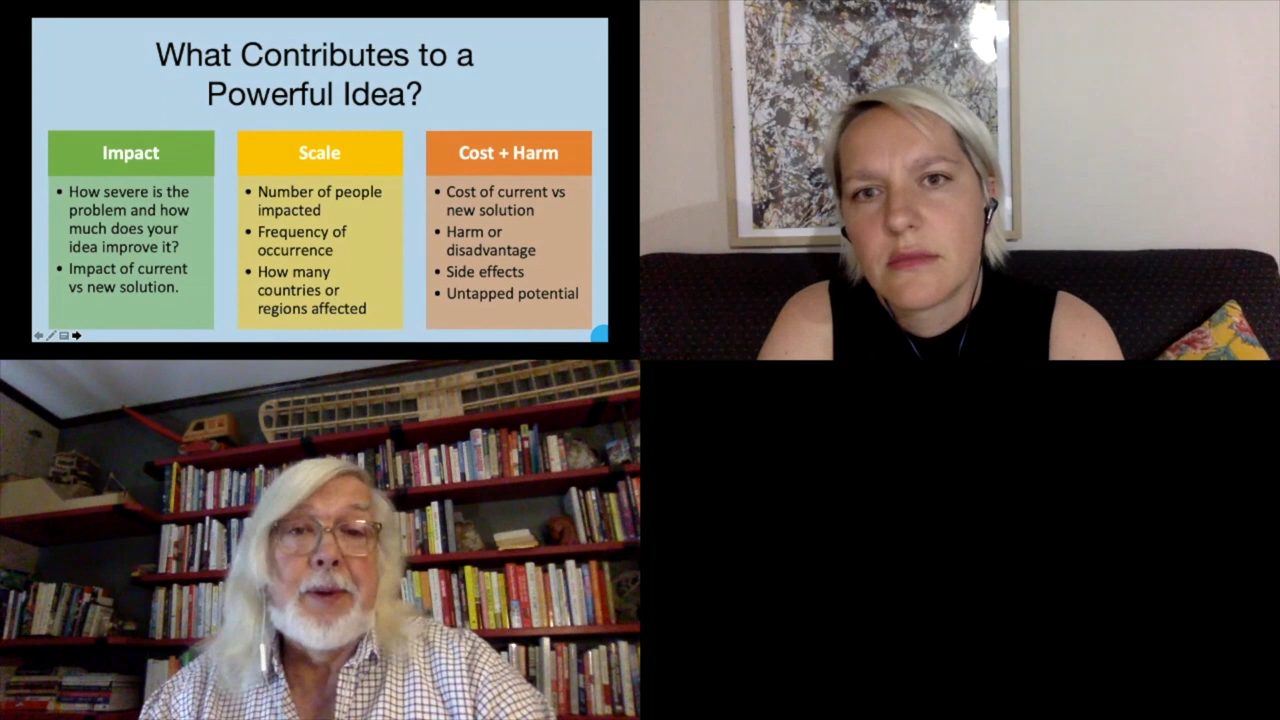 What Contributes to a
Powerful Idea?
Impact
• How severe is the
problem and how
much does your
idea improve it?
• Impact of current
vs new solution.
Scale
• Number of people
impacted
• Frequency of
occurrence
• How many
countries or
regions affected
Cost + Harm
• Cost of current vs
new solution
• Harm or
disadvantage
• Side effects
• Untapped potential